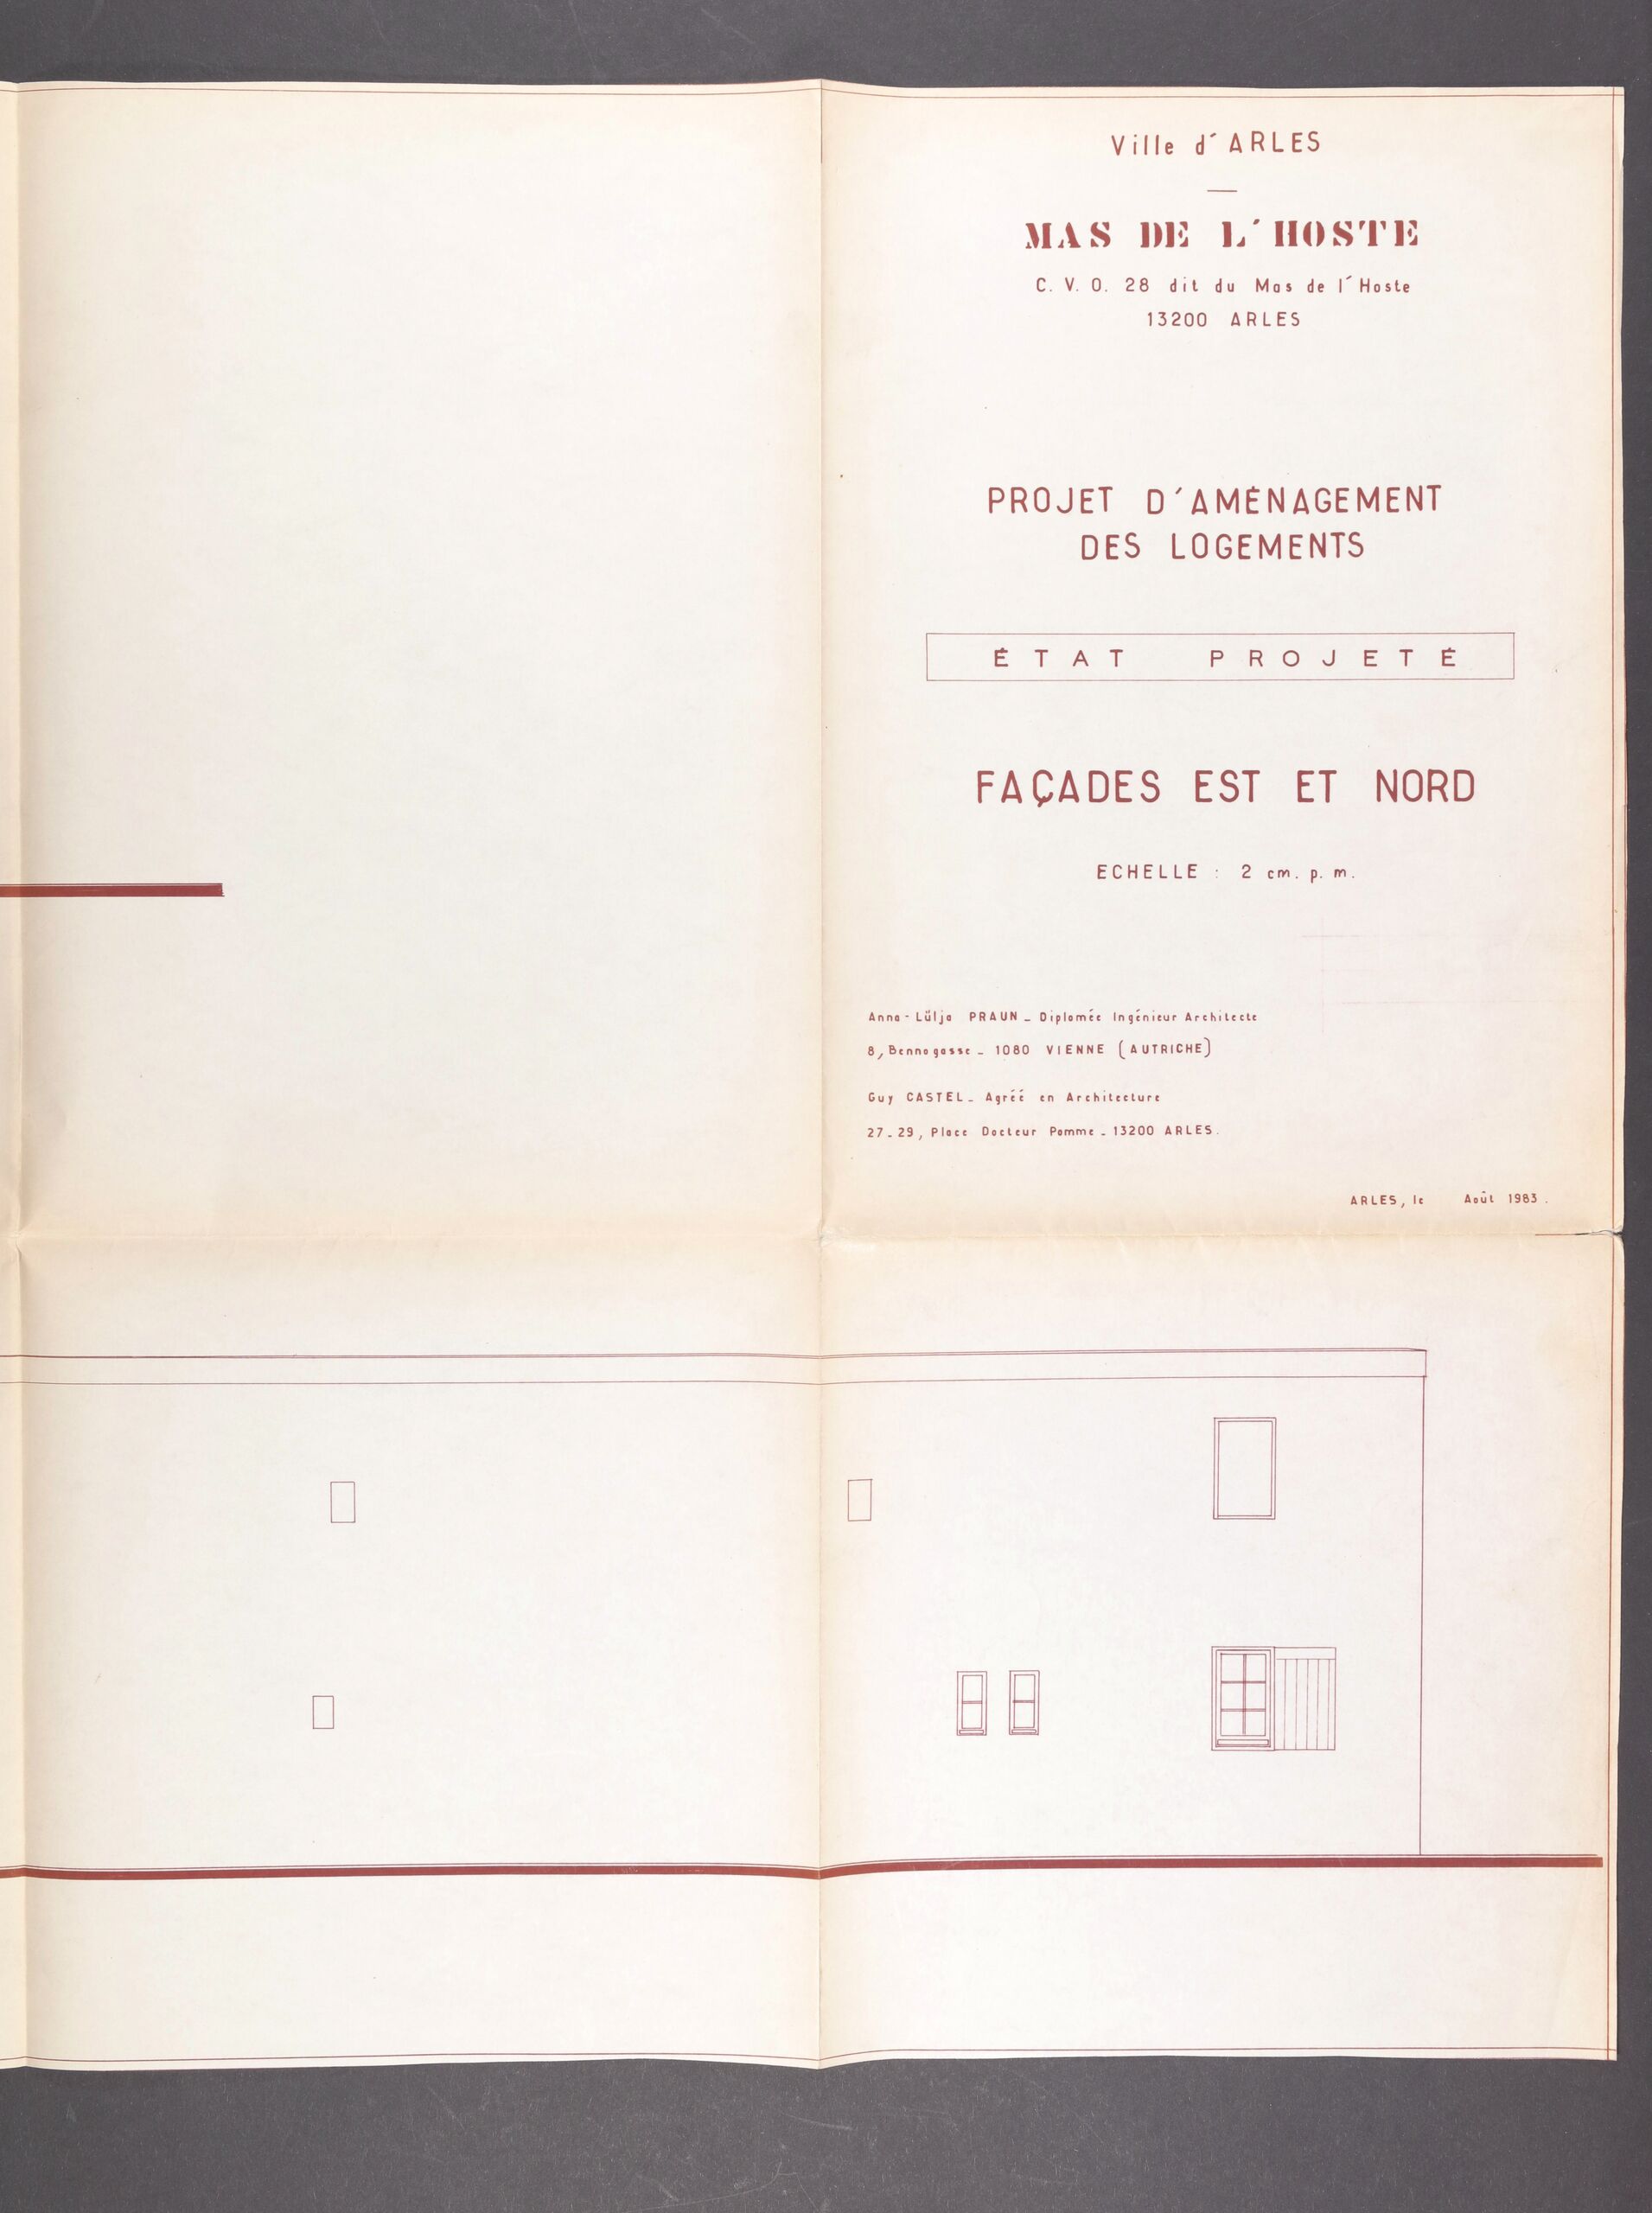 Ville d´ARLES
MAS DE L´HOSTE
C. V. O. 28 dit du Mas de l´Hoste
13200 ARLES
PROJET D´AMÉNAGEMENT
DES LOGEMENTS
ÉTAT PROJETÉ
FAÇADES EST ET NORD
ECHELLE : 2 cm. p. m.
Anna - Lülja PRAUN _ Diplomée Ingénieur Architecte
8, Bennogasse _ 1080 VIENNE (AUTRICHE)
Guy CASTEL _ Agréé en Architecture
27_29, Place Docteur Pomme _ 13200 ARLES.
ARLES, le Août 1983.